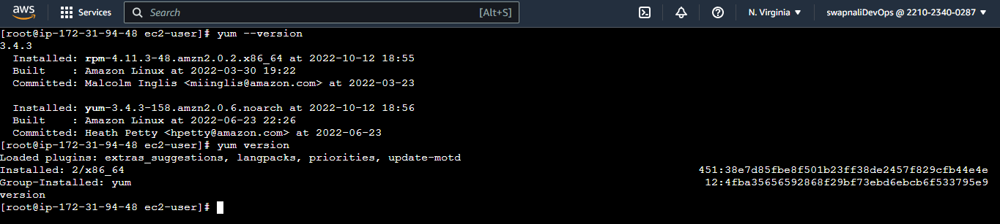 aws Services Search [Alt+S] N. Virginia swapnaliDevOps @ 2210-2340-0287
[root@ip-172-31-94-48 ec2-user]# yum --version
3.4.3
  Installed: rpm-4.11.3-48.amzn2.0.2.x86_64 at 2022-10-12 18:55
  Built    : Amazon Linux at 2022-03-30 19:22
  Committed: Malcolm Inglis <miinglis@amazon.com> at 2022-03-23
  Installed: yum-3.4.3-158.amzn2.0.6.noarch at 2022-10-12 18:56
  Built    : Amazon Linux at 2022-06-23 22:26
  Committed: Heath Petty <hpetty@amazon.com> at 2022-06-23
[root@ip-172-31-94-48 ec2-user]# yum version
Loaded plugins: extras_suggestions, langpacks, priorities, update-motd
Installed: 2/x86_64 451:38e7d85fbe8f501b23ff38de2457f829cfb44e4e
Group-Installed: yum 12:4fba35656592868f29bf73ebd6ebcb6f533795e9
version
[root@ip-172-31-94-48 ec2-user]#